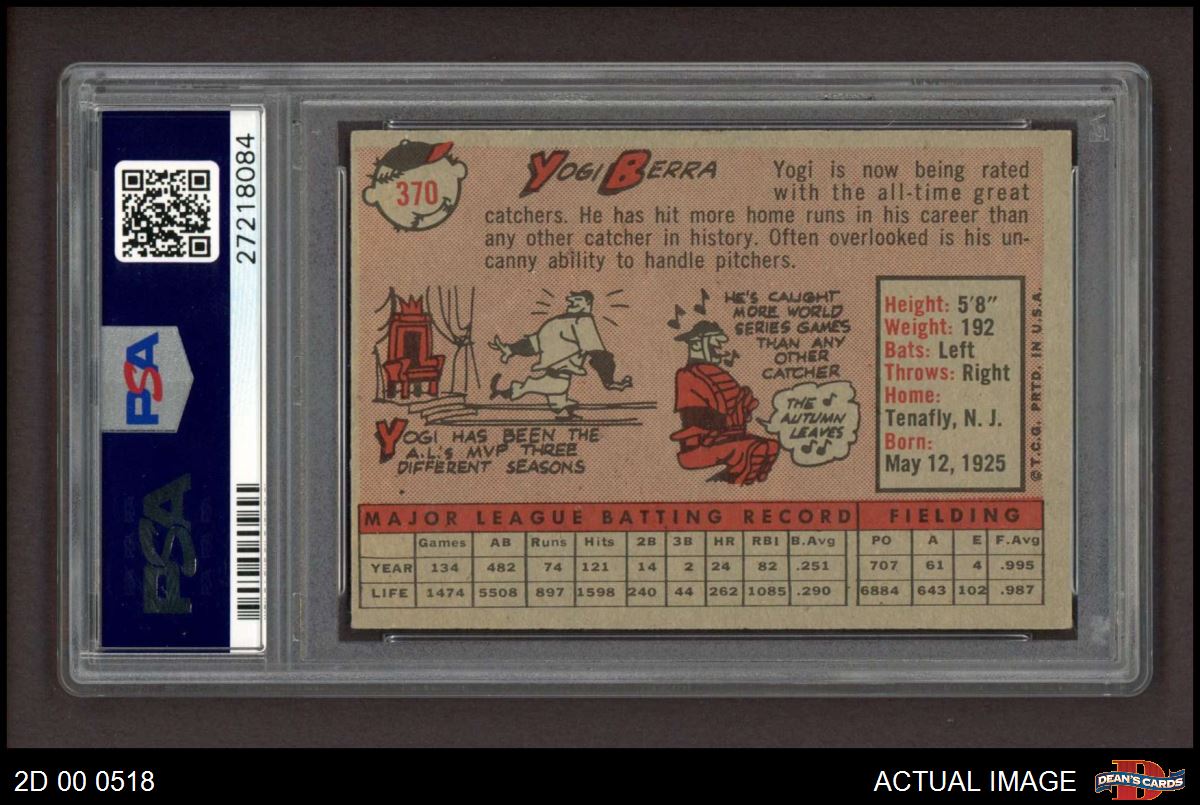 PSA
27218084
PSA
370
YOGI BERRA
Yogi is now being rated
with the all-time great
catchers. He has hit more home runs in his career than
any other catcher in history. Often overlooked is his un-
canny ability to handle pitchers.
YOGI HAS BEEN THE
A.L.'s MVP THREE
DIFFERENT SEASONS
HE'S CAUGHT
MORE WORLD
SERIES GAMES
THAN ANY
OTHER
CATCHER
THE
AUTUMN
LEAVES
Height: 5'8"
Weight: 192
Bats: Left
Throws: Right
Home:
Tenafly, N. J.
Born:
May 12, 1925
©T.C.G. PRTD. IN U.S.A.
MAJOR LEAGUE BATTING RECORD FIELDING
Games AB Runs Hits 2B 3B HR RBI B.Avg PO A E F.Avg
YEAR 134 482 74 121 14 2 24 82 .251 707 61 4 .995
LIFE 1474 5508 897 1598 240 44 262 1085 .290 6884 643 102 .987
2D 00 0518
ACTUAL IMAGE
DEAN'S CARDS